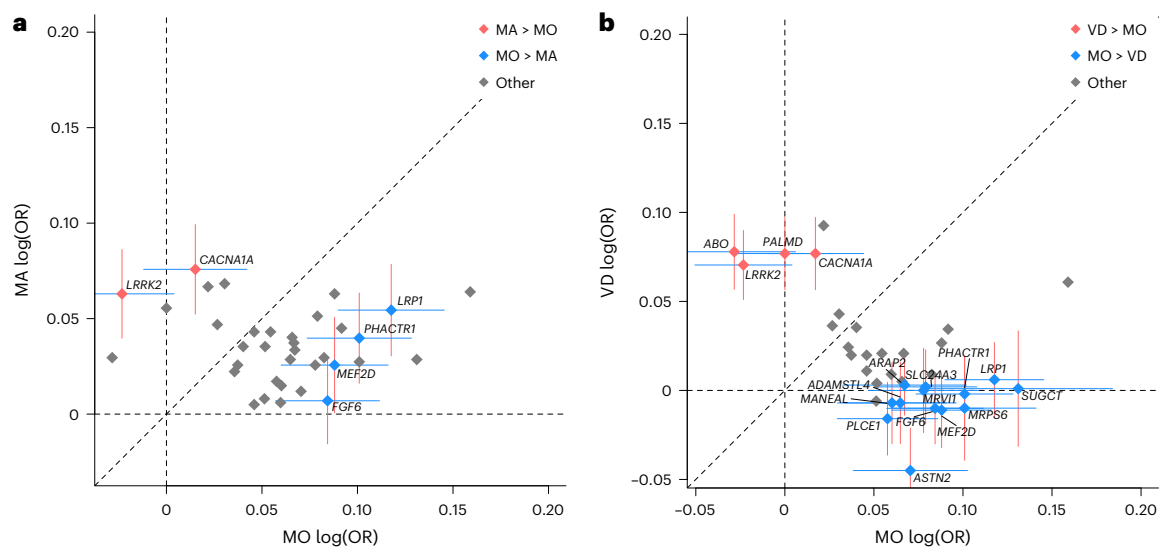 a
0.20
0.15
0.10
0.05
0
0
0.05
0.10
0.15
0.20
MA log(OR)
MO log(OR)
MA > MO
MO > MA
Other
CACNA1A
LRRK2
LRP1
PHACTR1
MEF2D
FGF6
b
0.20
0.15
0.10
0.05
0
−0.05
−0.05
0
0.05
0.10
0.15
0.20
VD log(OR)
MO log(OR)
VD > MO
MO > VD
Other
ABO
PALMD
LRRK2
CACNA1A
PHACTR1
ARAP2
SLC24A3
LRP1
ADAMSTL4
MANEAL
MRVI1
SUGCT
PLCE1
FGF6
MRPS6
MEF2D
ASTN2